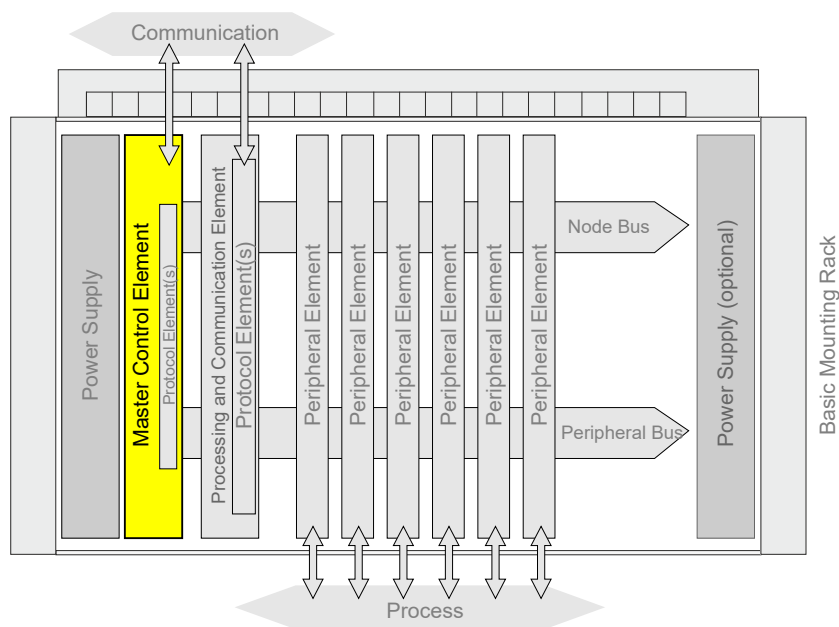 Communication
Power Supply
Master Control Element
Protocol Element(s)
Processing and Communication Element
Protocol Element(s)
Peripheral Element
Peripheral Element
Peripheral Element
Peripheral Element
Peripheral Element
Peripheral Element
Node Bus
Peripheral Bus
Power Supply (optional)
Basic Mounting Rack
Process